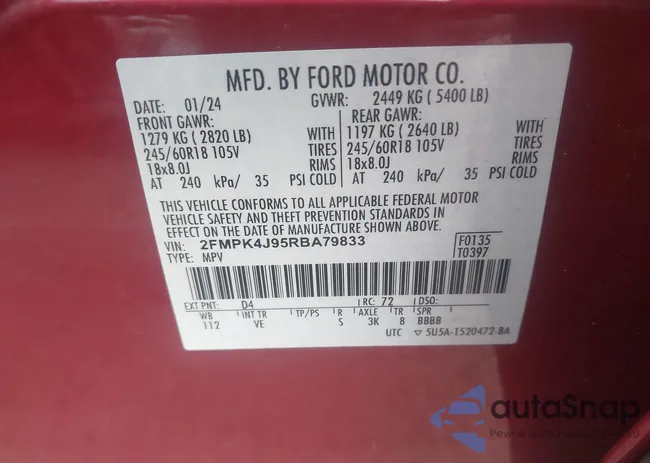 MFD. BY FORD MOTOR CO.
DATE: 01/24 GVWR: 2449 KG ( 5400 LB)
FRONT GAWR: REAR GAWR:
1279 KG ( 2820 LB) WITH 1197 KG ( 2640 LB) WITH
245/60R18 105V TIRES 245/60R18 105V TIRES
18x8.0J RIMS 18x8.0J RIMS
AT 240 kPa/ 35 PSI COLD AT 240 kPa/ 35 PSI COLD
THIS VEHICLE CONFORMS TO ALL APPLICABLE FEDERAL MOTOR
VEHICLE SAFETY AND THEFT PREVENTION STANDARDS IN
EFFECT ON THE DATE OF MANUFACTURE SHOWN ABOVE.
VIN: 2FMPK4J95RBA79833 F0135
TYPE: MPV T0397
EXT PNT: D4 RC: 72 DSO:
WB INT TR TP/PS R AXLE TR SPR
112 VE S 3K 8 BBBB
UTC 5U5A-1520472-BA
autoSnap